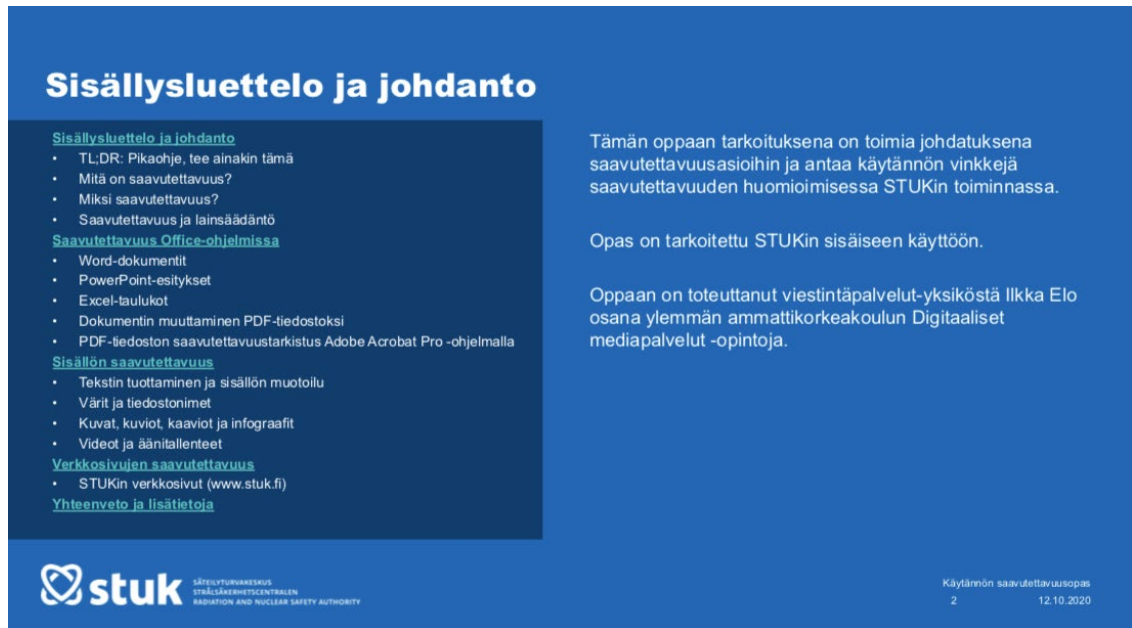 Sisällysluettelo ja johdanto
Sisällysluettelo ja johdanto
• TL;DR: Pikaohje, tee ainakin tämä
• Mitä on saavutettavuus?
• Miksi saavutettavuus?
• Saavutettavuus ja lainsäädäntö
Saavutettavuus Office-ohjelmissa
• Word-dokumentit
• PowerPoint-esitykset
• Excel-taulukot
• Dokumentin muuttaminen PDF-tiedostoksi
• PDF-tiedoston saavutettavuustarkistus Adobe Acrobat Pro -ohjelmalla
Sisällön saavutettavuus
• Tekstin tuottaminen ja sisällön muotoilu
• Värit ja tiedostonimet
• Kuvat, kuviot, kaaviot ja infograafit
• Videot ja äänitallenteet
Verkkosivujen saavutettavuus
• STUKin verkkosivut (www.stuk.fi)
Yhteenveto ja lisätietoja
Tämän oppaan tarkoituksena on toimia johdatuksena
saavutettavuusasioihin ja antaa käytännön vinkkejä
saavutettavuuden huomioimisessa STUKin toiminnassa.
Opas on tarkoitettu STUKin sisäiseen käyttöön.
Oppaan on toteuttanut viestintäpalvelut-yksiköstä Ilkka Elo
osana ylemmän ammattikorkeakoulun Digitaaliset
mediapalvelut -opintoja.
stuk
SÄTEILYTURVAKESKUS
STRÅLSÄKERHETSCENTRALEN
RADIATION AND NUCLEAR SAFETY AUTHORITY
Käytännön saavutettavuusopas
2 12.10.2020